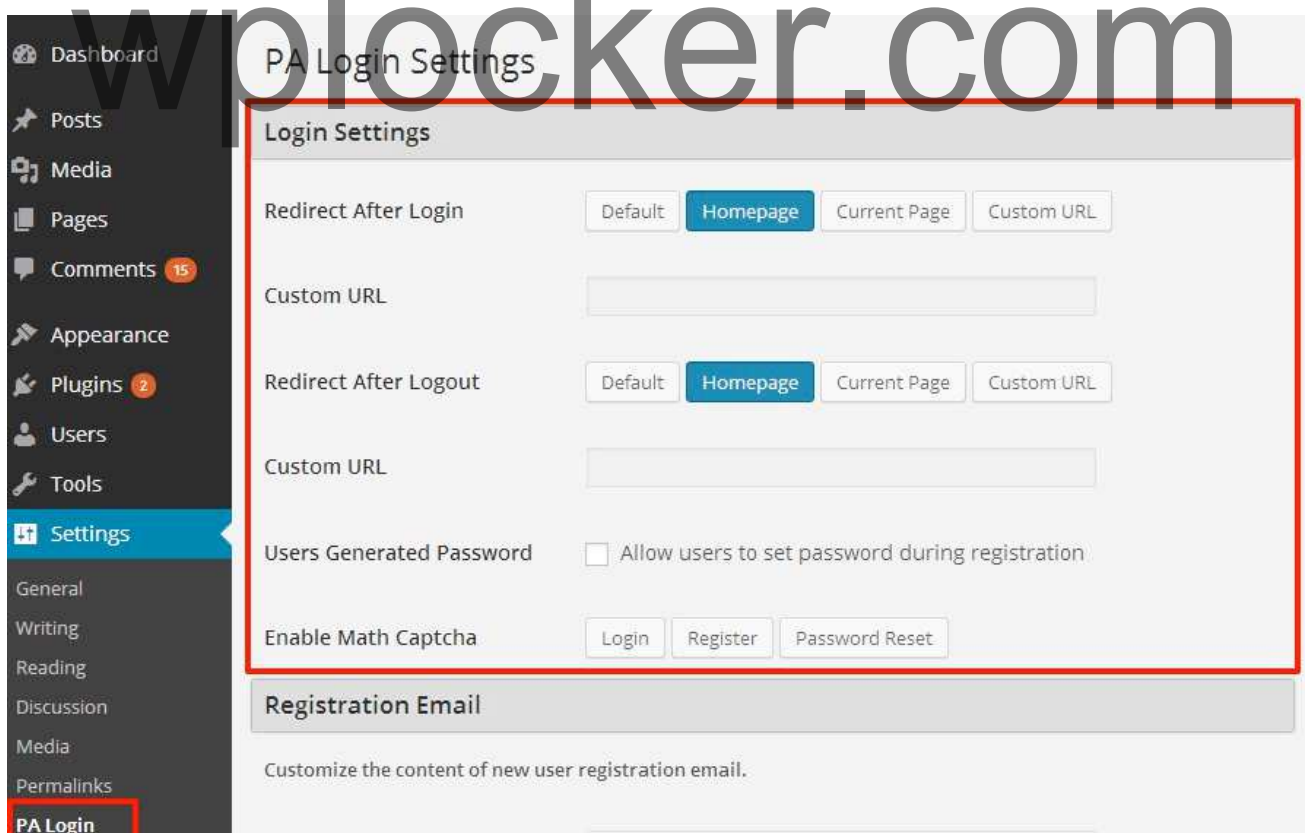 wplocker.com
Dashboard
Posts
Media
Pages
Comments 15
Appearance
Plugins 2
Users
Tools
Settings
General
Writing
Reading
Discussion
Media
Permalinks
PA Login
PA Login Settings
Login Settings
Redirect After Login Default Homepage Current Page Custom URL
Custom URL
Redirect After Logout Default Homepage Current Page Custom URL
Custom URL
Users Generated Password Allow users to set password during registration
Enable Math Captcha Login Register Password Reset
Registration Email
Customize the content of new user registration email.